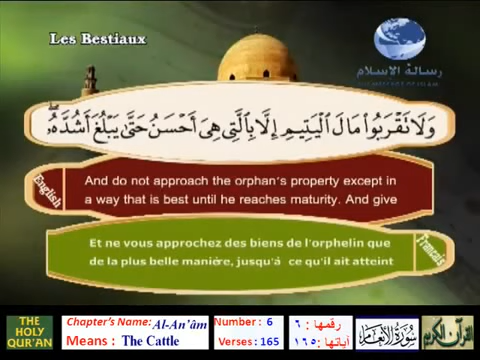 Les Bestiaux
رسالة الإسلام
وَلَا تَقْرَبُوا مَالَ الْيَتِيمِ إِلَّا بِالَّتِي هِيَ أَحْسَنُ حَتَّىٰ يَبْلُغَ أَشُدَّهُ ۖ
English
And do not approach the orphan's property except in
a way that is best until he reaches maturity. And give
Et ne vous approchez des biens de l'orphelin que
de la plus belle manière, jusqu'á ce qu'il ait atteint
Francais
THE HOLY QUR'AN
Chapter's Name: Al-An'âm
Means : The Cattle
Number : 6
Verses : 165
رقمها : ٦
آياتها : ١٦٥
سورة الأنعام
القرآن الكريم